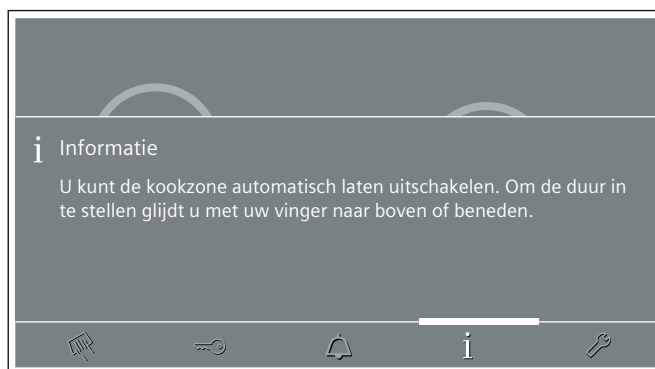 i Informatie
U kunt de kookzone automatisch laten uitschakelen. Om de duur in
te stellen glijdt u met uw vinger naar boven of beneden.
i